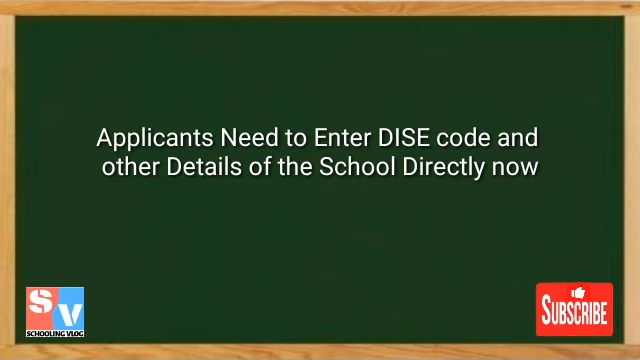 Applicants Need to Enter DISE code and
other Details of the School Directly now
SV
SCHOOLING VLOG
SUBSCRIBE